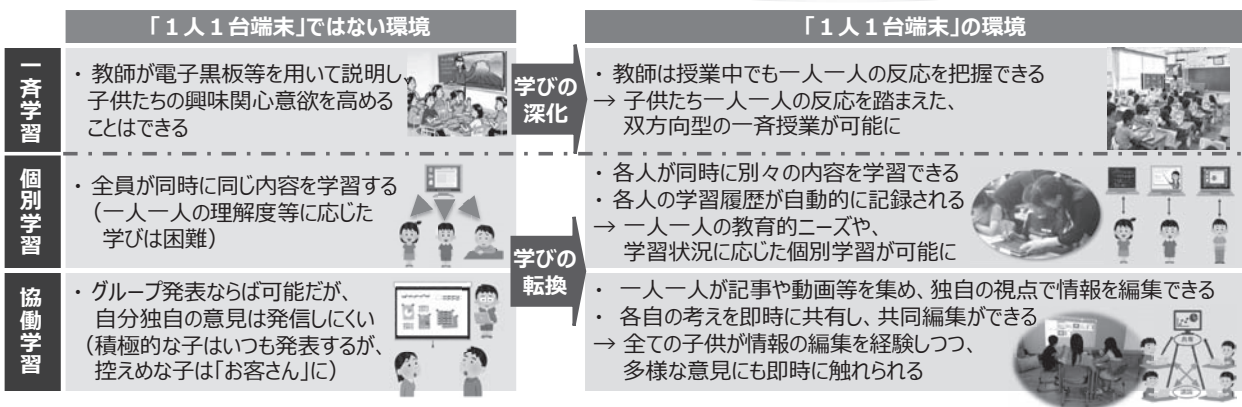 「１人１台端末」ではない環境
「１人１台端末」の環境
一斉学習
・ 教師が電子黒板等を用いて説明し、
子供たちの興味関心意欲を高める
ことはできる
学びの
深化
・ 教師は授業中でも一人一人の反応を把握できる
→ 子供たち一人一人の反応を踏まえた、
双方向型の一斉授業が可能に
個別学習
・ 全員が同時に同じ内容を学習する
（一人一人の理解度等に応じた
学びは困難）
学びの
転換
・ 各人が同時に別々の内容を学習できる
・ 各人の学習履歴が自動的に記録される
→ 一人一人の教育的ニーズや、
学習状況に応じた個別学習が可能に
協働学習
・ グループ発表ならば可能だが、
自分独自の意見は発信しにくい
（積極的な子はいつも発表するが、
控えめな子は「お客さん」に）
・ 一人一人が記事や動画等を集め、独自の視点で情報を編集できる
・ 各自の考えを即時に共有し、共同編集ができる
→ 全ての子供が情報の編集を経験しつつ、
多様な意見にも即時に触れられる